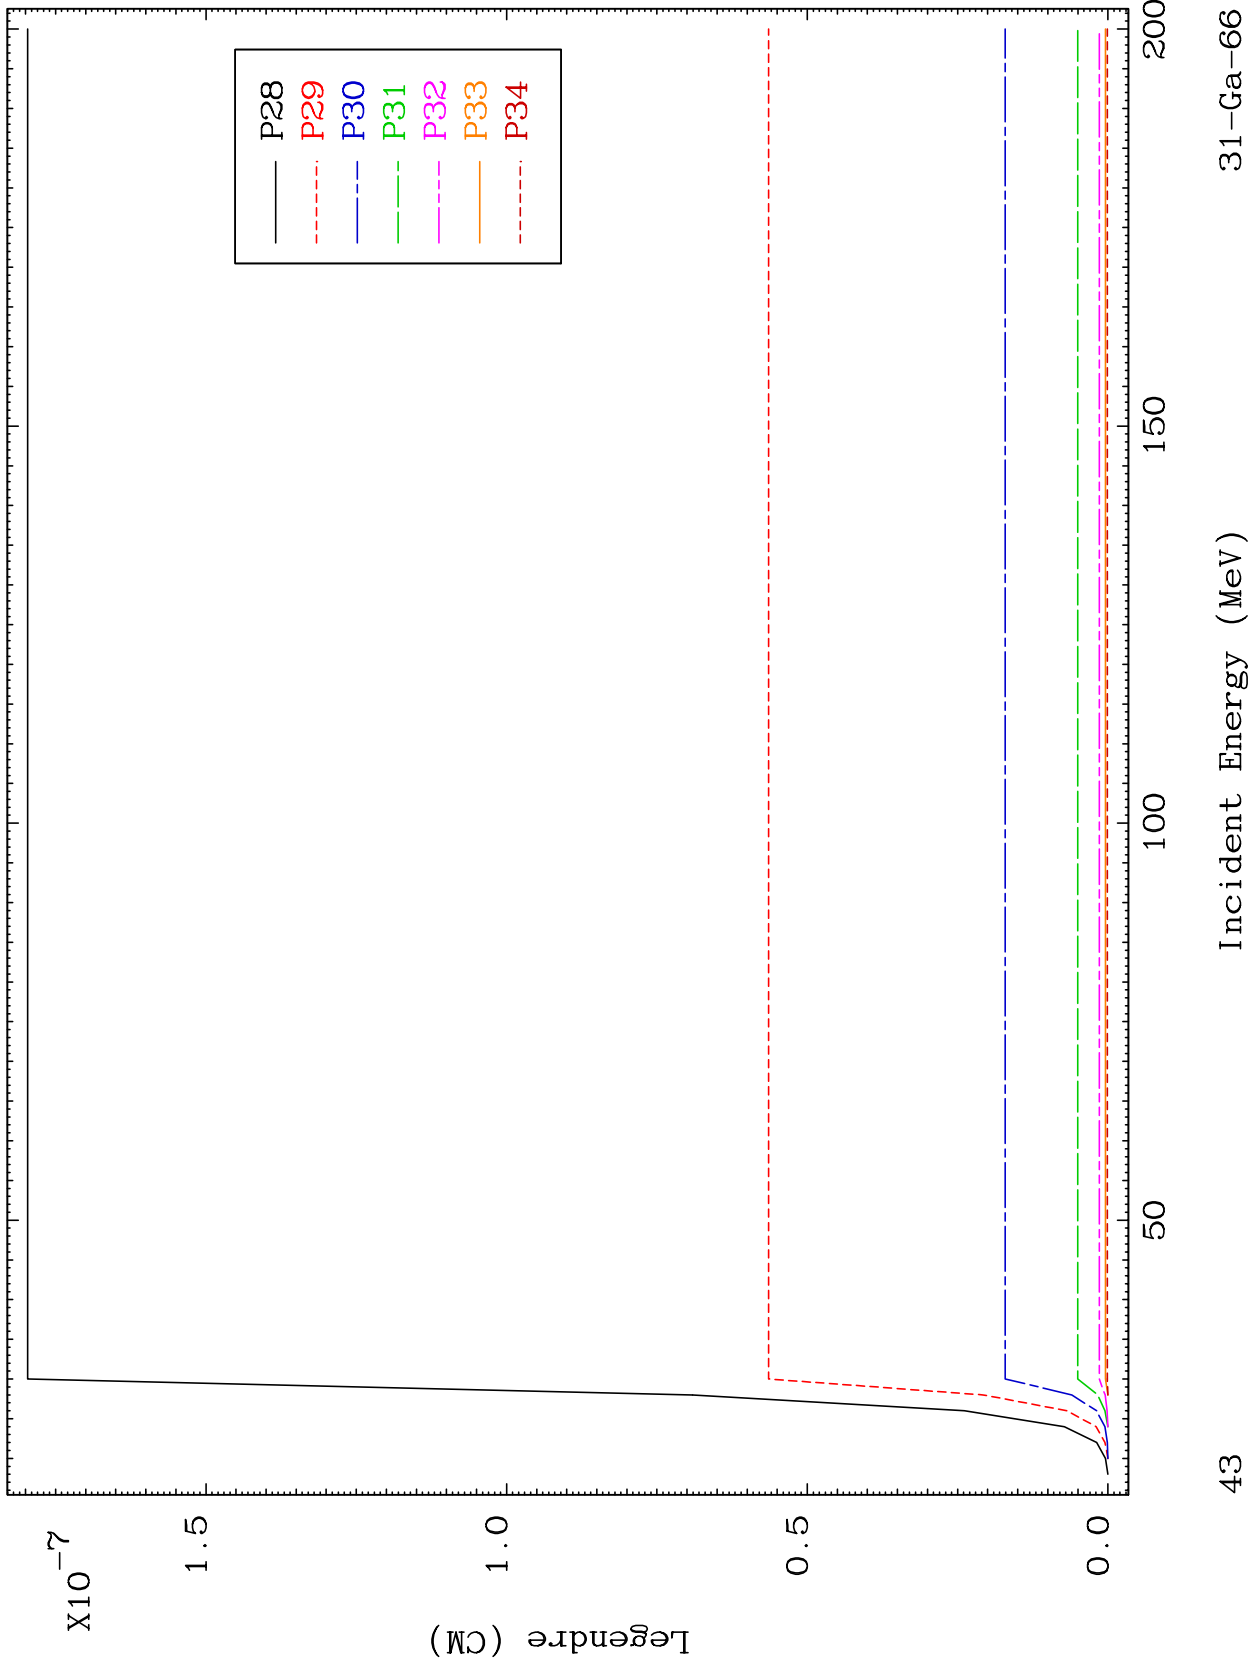 X10-7
1.5
1.0
0.5
0.0
Legendre (CM)
P28
P29
P30
P31
P32
P33
P34
50
100
150
200
Incident Energy (MeV)
43
31-Ga-66